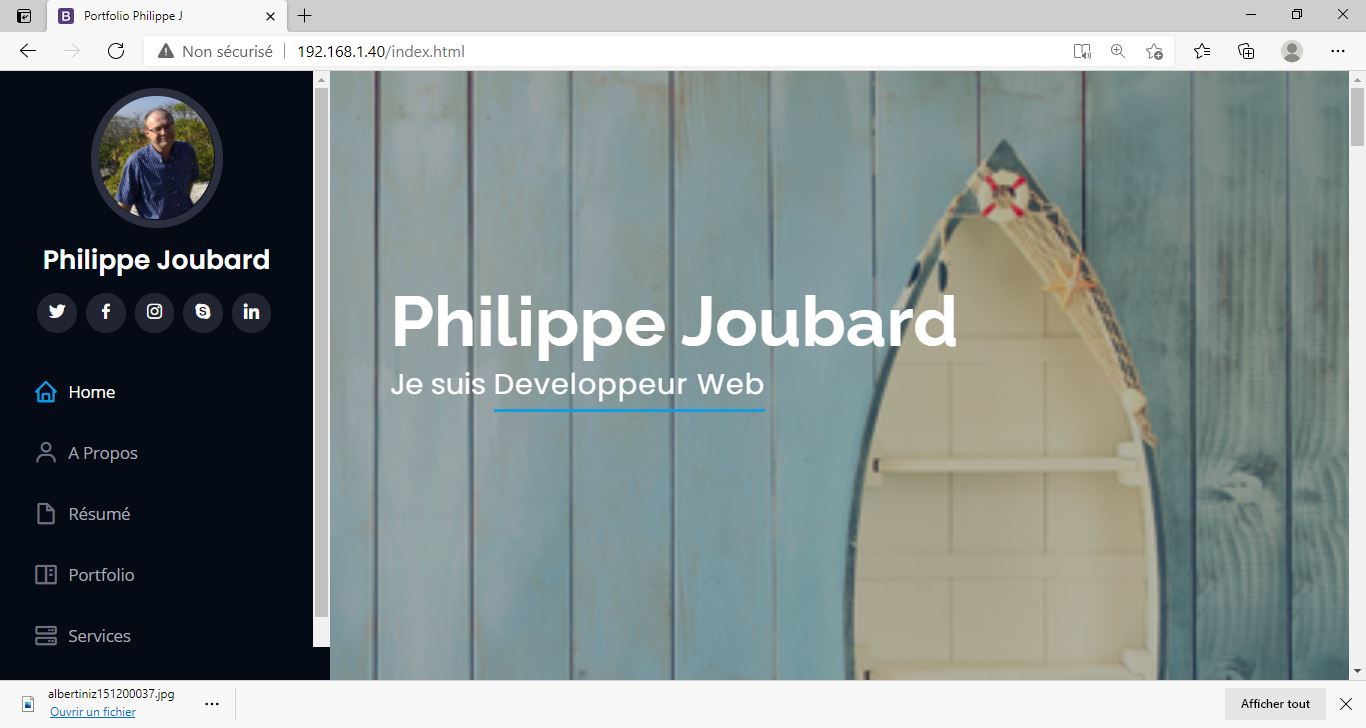 Portfolio Philippe J
Non sécurisé
192.168.1.40/index.html
Philippe Joubard
Home
A Propos
Résumé
Portfolio
Services
Philippe Joubard
Je suis Developpeur Web
albertiniz151200037.jpg
Ouvrir un fichier
Afficher tout